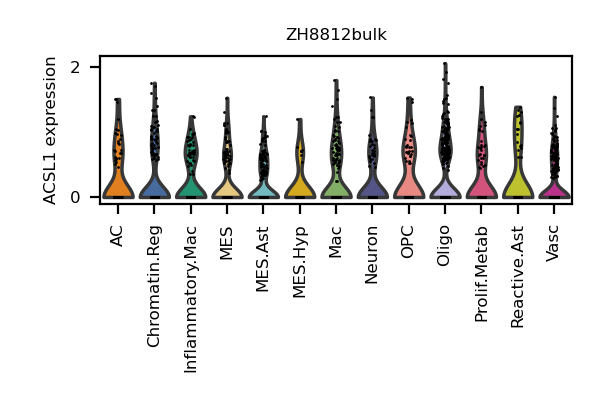 ZH8812bulk
ACSL1 expression
2
0
AC
Chromatin.Reg
Inflammatory.Mac
MES
MES.Ast
MES.Hyp
Mac
Neuron
OPC
Oligo
Prolif.Metab
Reactive.Ast
Vasc